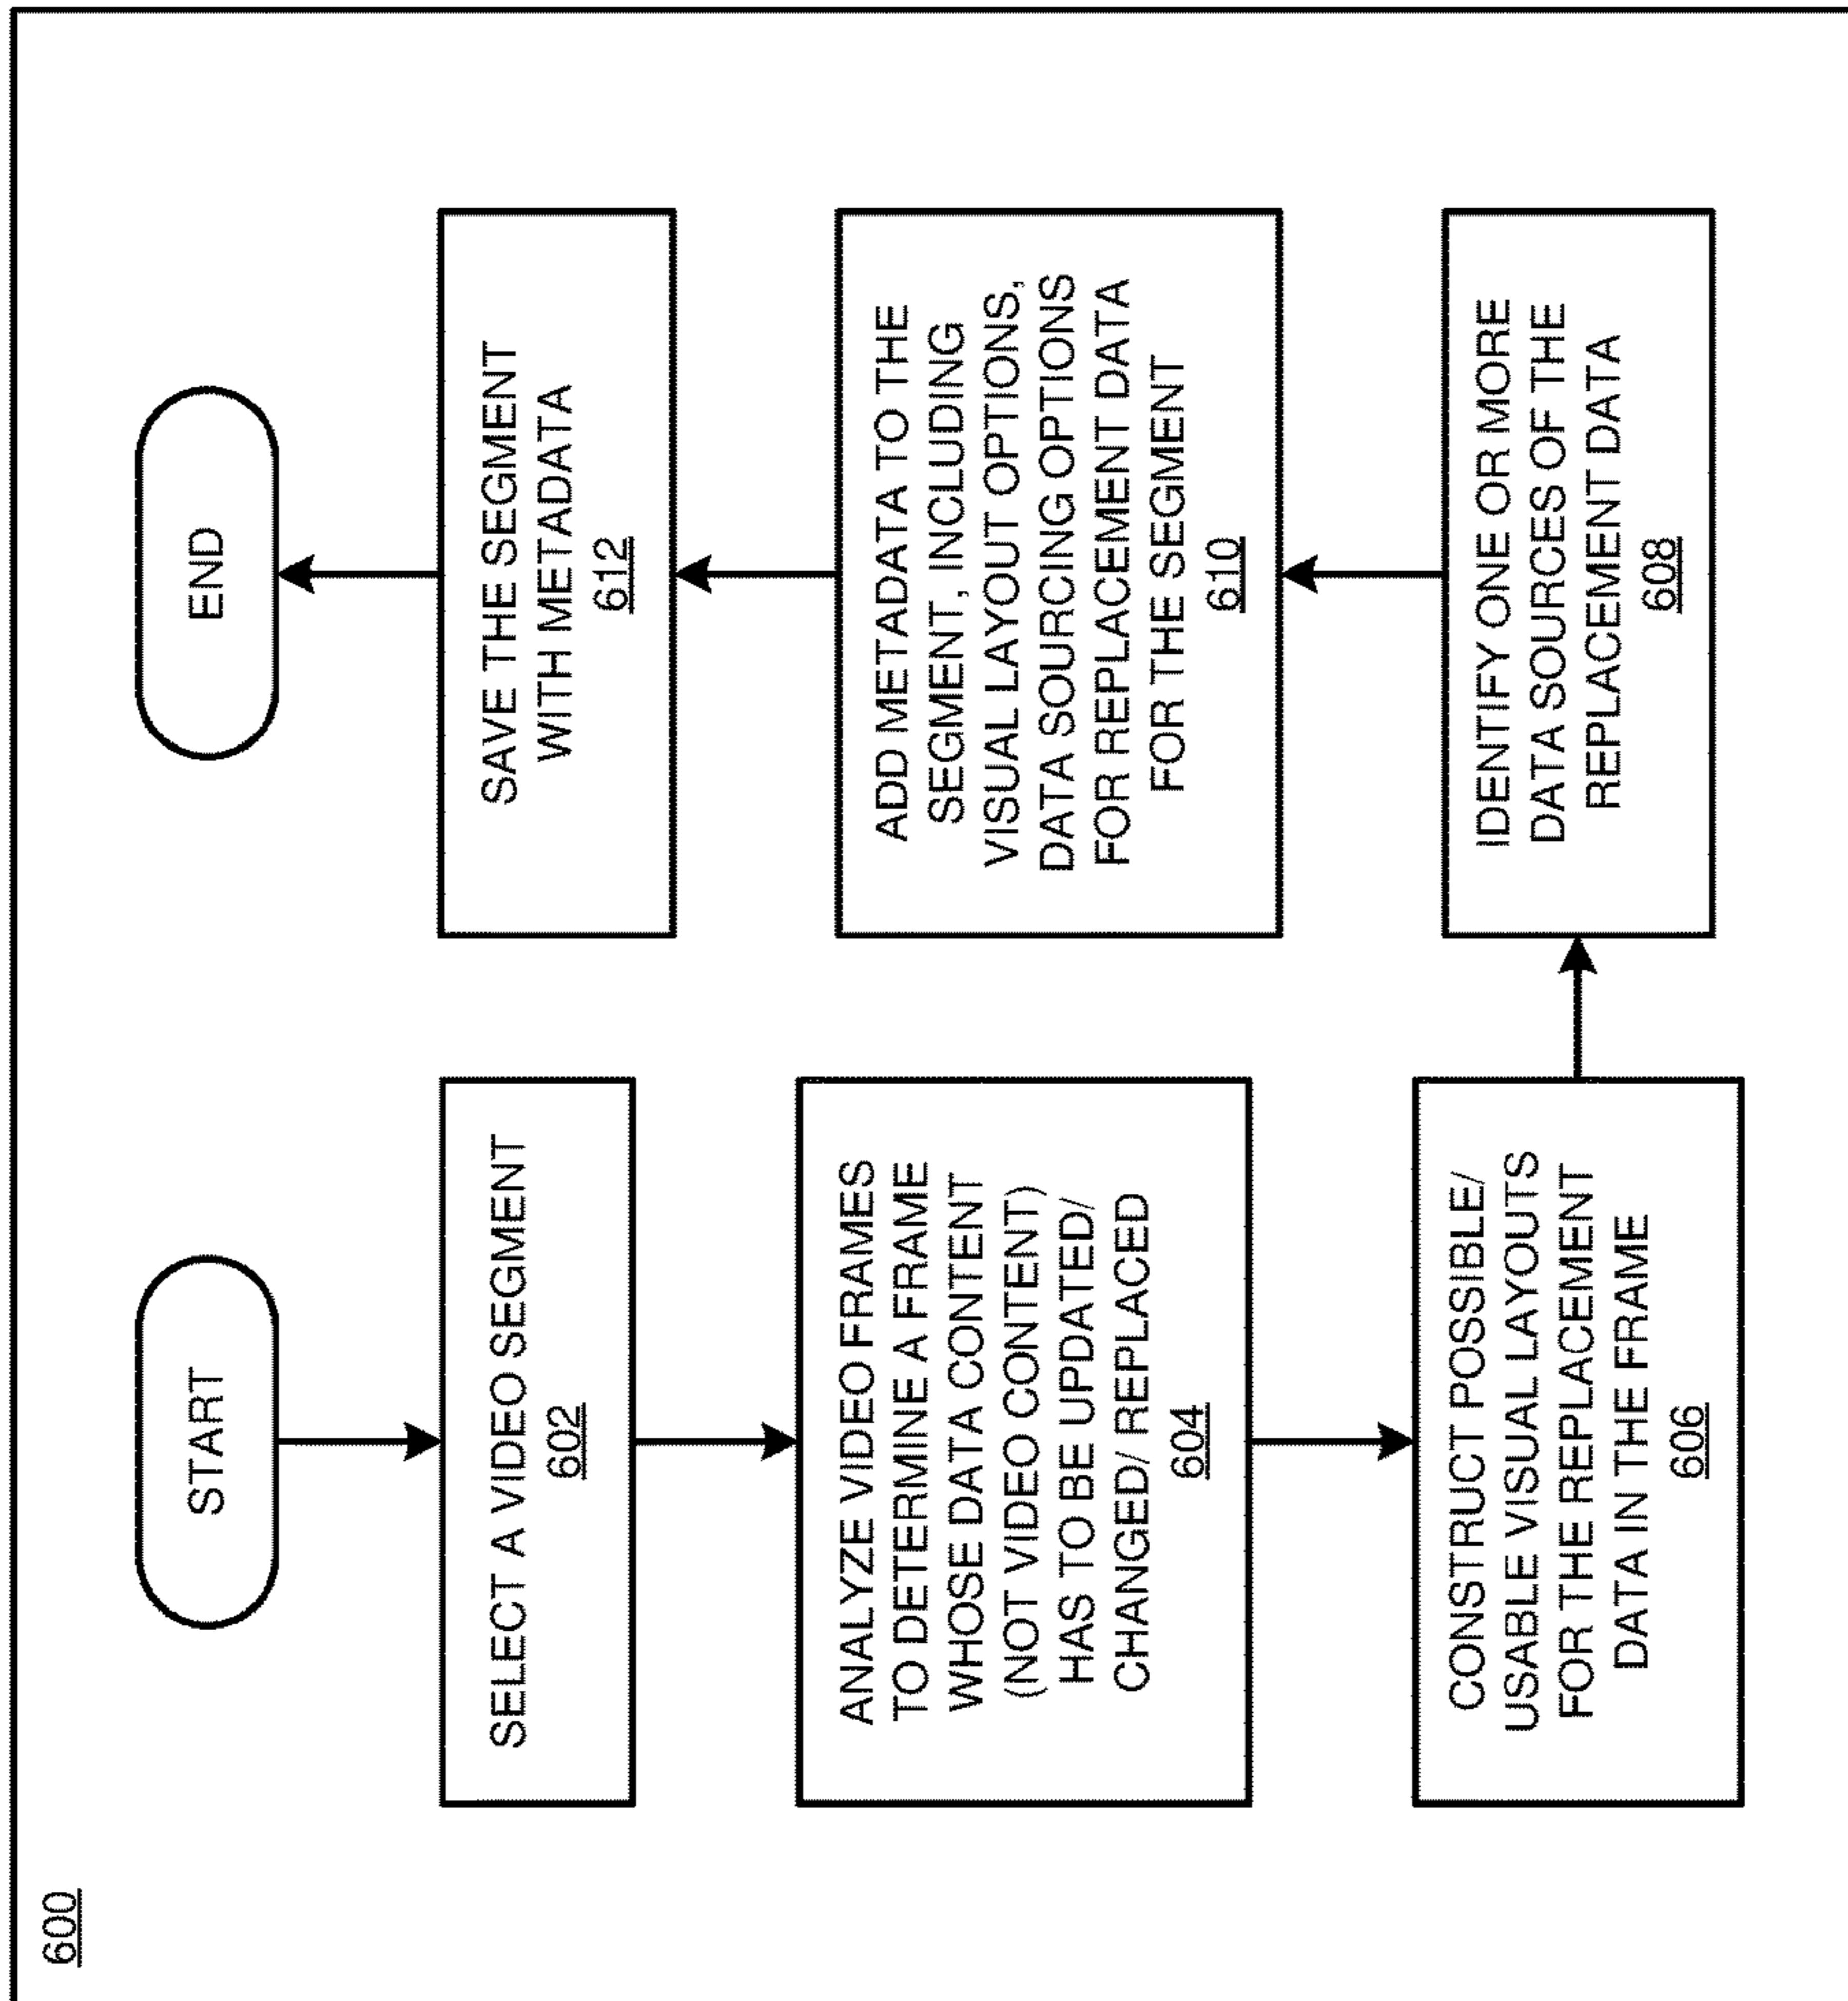 600
START
SELECT A VIDEO SEGMENT
602
ANALYZE VIDEO FRAMES
TO DETERMINE A FRAME
WHOSE DATA CONTENT
(NOT VIDEO CONTENT)
HAS TO BE UPDATED/
CHANGED/ REPLACED
604
CONSTRUCT POSSIBLE/
USABLE VISUAL LAYOUTS
FOR THE REPLACEMENT
DATA IN THE FRAME
606
IDENTIFY ONE OR MORE
DATA SOURCES OF THE
REPLACEMENT DATA
608
ADD METADATA TO THE
SEGMENT, INCLUDING
VISUAL LAYOUT OPTIONS,
DATA SOURCING OPTIONS
FOR REPLACEMENT DATA
FOR THE SEGMENT
610
SAVE THE SEGMENT
WITH METADATA
612
END